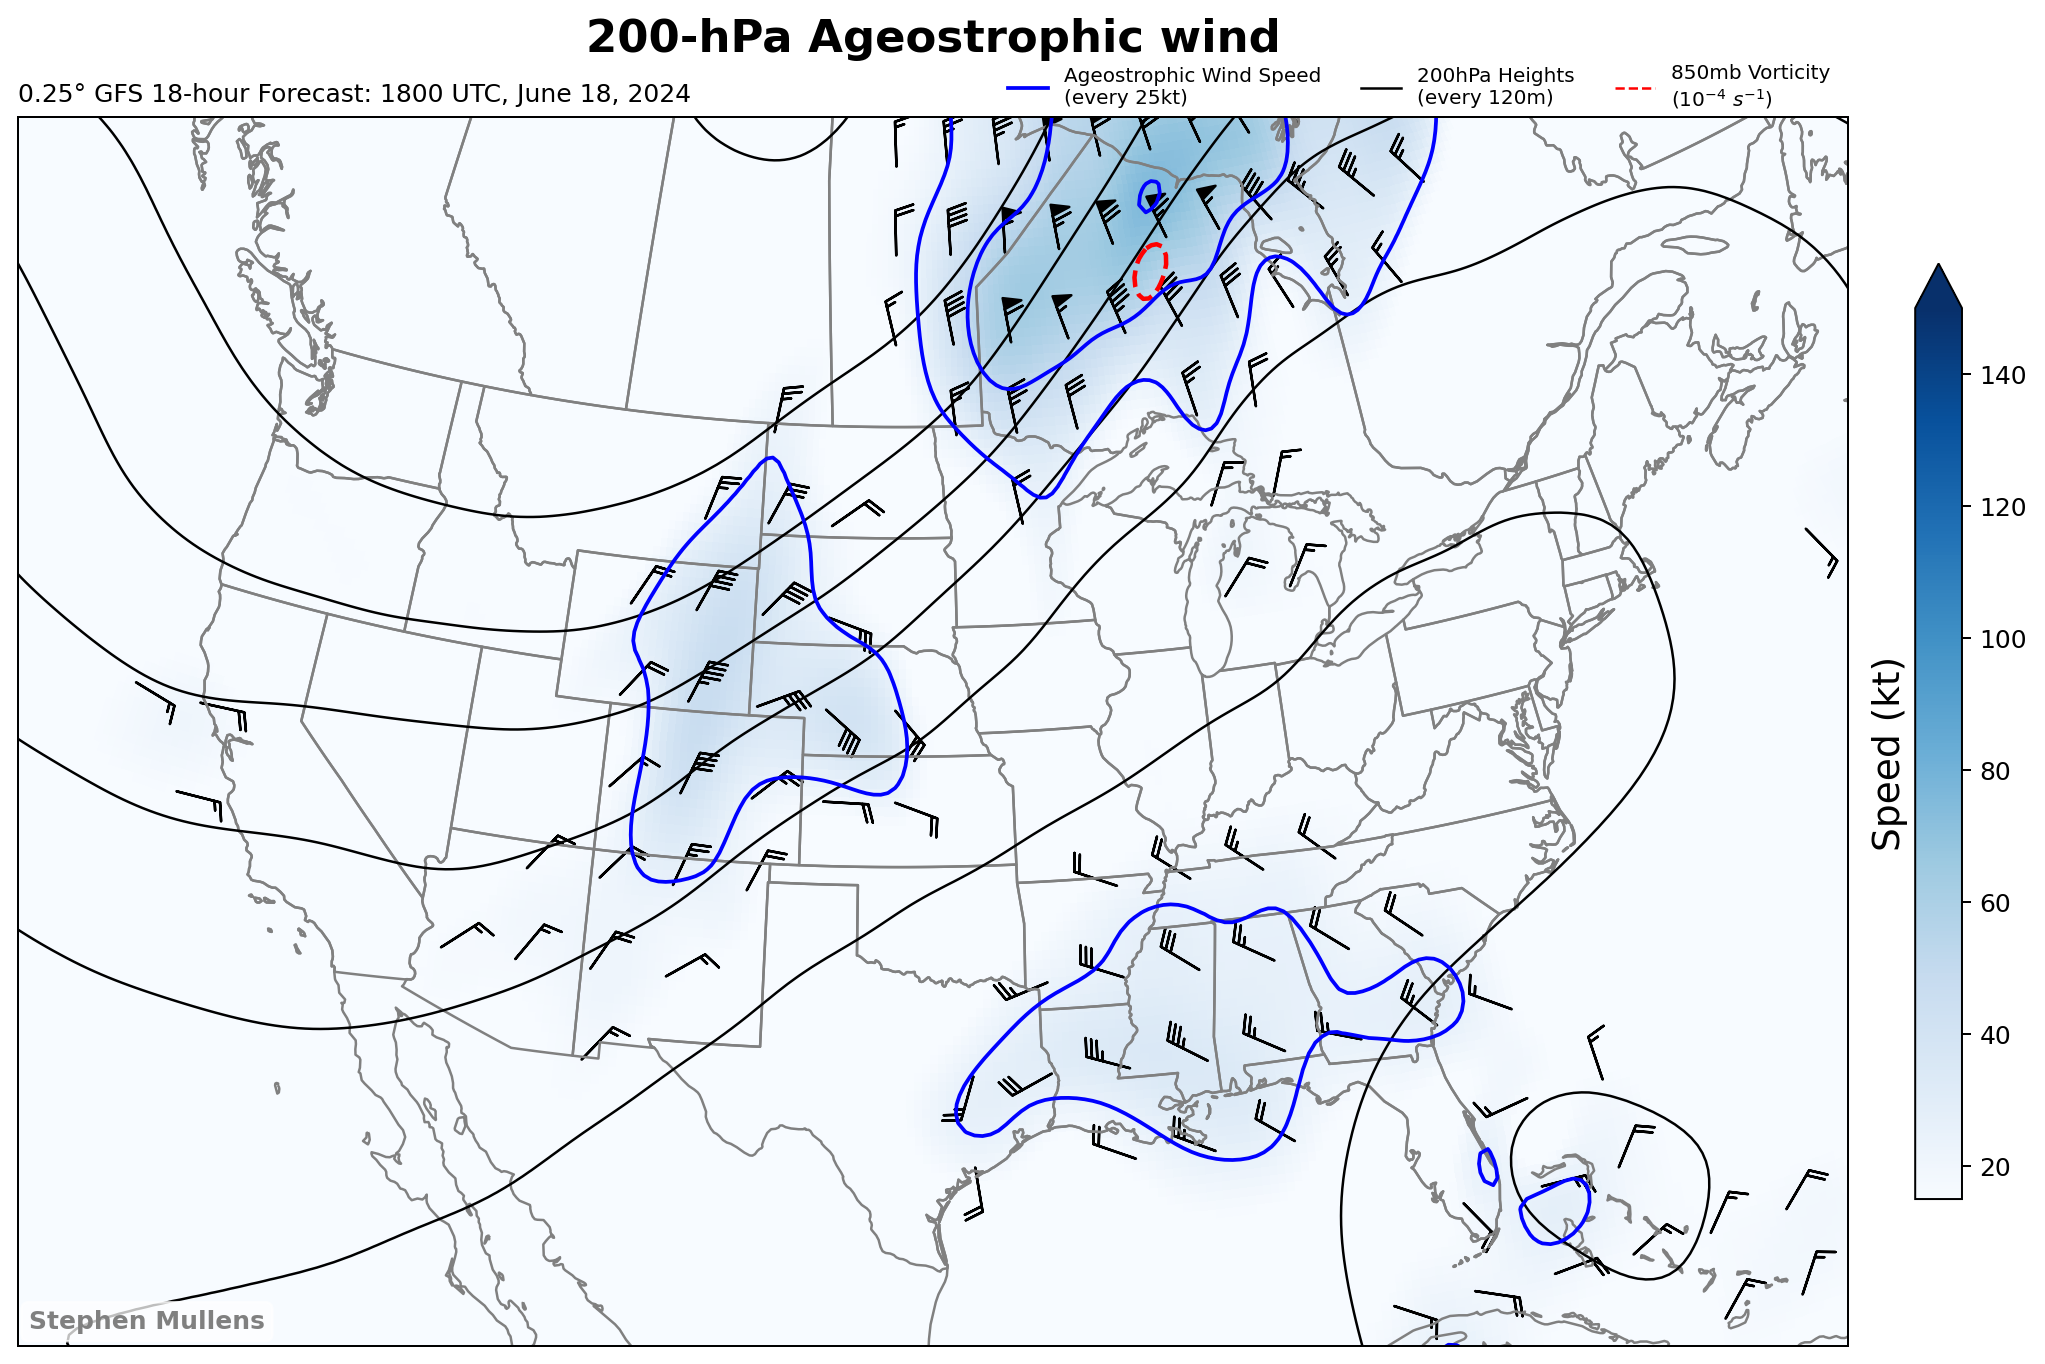 200-hPa Ageostrophic wind
0.25° GFS 18-hour Forecast: 1800 UTC, June 18, 2024
Ageostrophic Wind Speed
(every 25kt)
200hPa Heights
(every 120m)
850mb Vorticity
(10⁻⁴ s⁻¹)
140
120
100
80
60
40
20
Speed (kt)
Stephen Mullens